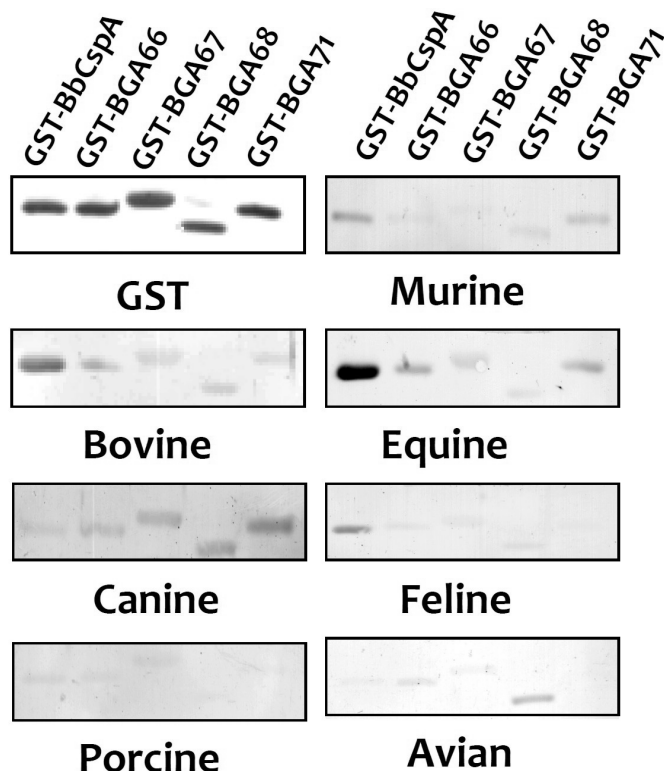 GST-BbCspA
GST-BGA66
GST-BGA67
GST-BGA68
GST-BGA71
GST-BbCspA
GST-BGA66
GST-BGA67
GST-BGA68
GST-BGA71
GST
Murine
Bovine
Equine
Canine
Feline
Porcine
Avian